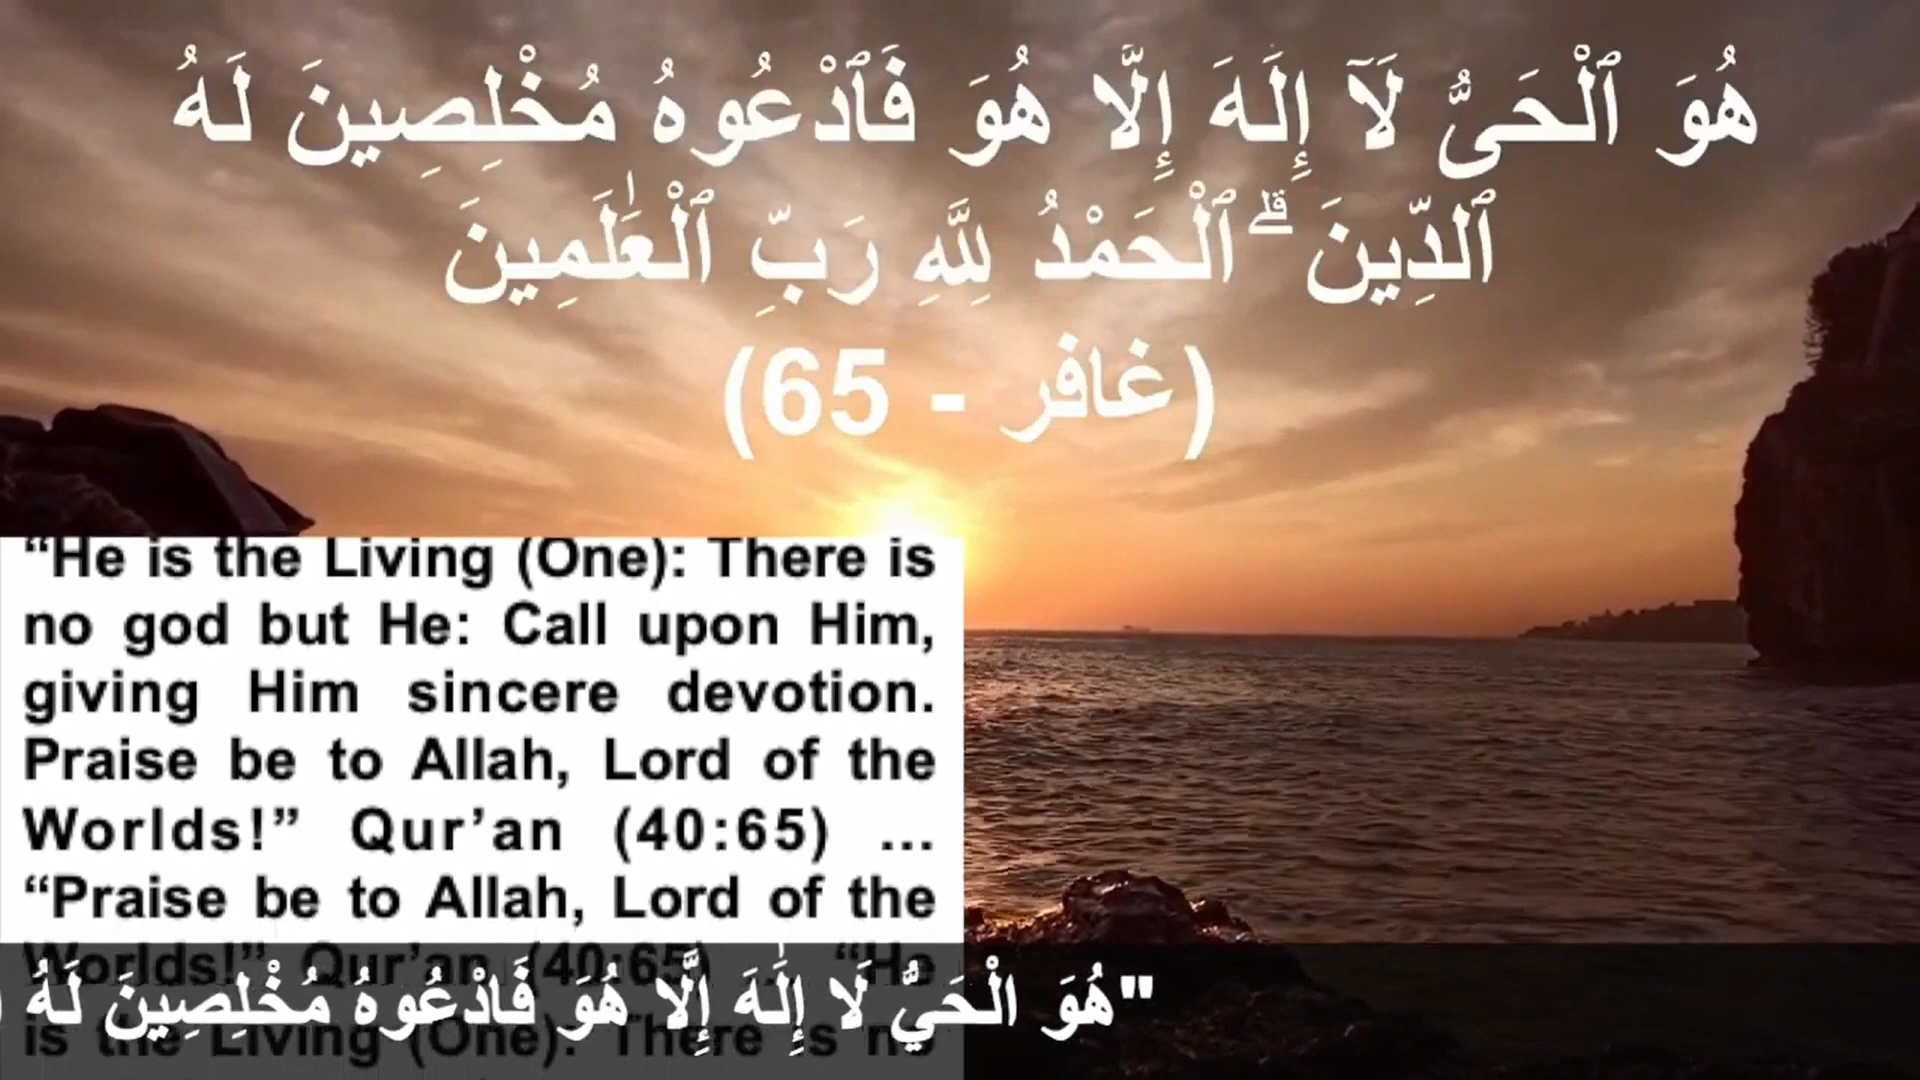 هُوَ ٱلْحَىُّ لَآ إِلَٰهَ إِلَّا هُوَ فَٱدْعُوهُ مُخْلِصِينَ لَهُ
ٱلدِّينَ ۗ ٱلْحَمْدُ لِلَّهِ رَبِّ ٱلْعَٰلَمِينَ
(غافر - 65)
“He is the Living (One): There is
no god but He: Call upon Him,
giving Him sincere devotion.
Praise be to Allah, Lord of the
Worlds!” Qur’an (40:65) ...
“Praise be to Allah, Lord of the
Worlds!” Qur’an (40:65) ... “He
is the Living (One): There is no
"هُوَ الْحَيُّ لَا إِلَٰهَ إِلَّا هُوَ فَادْعُوهُ مُخْلِصِينَ لَهُ